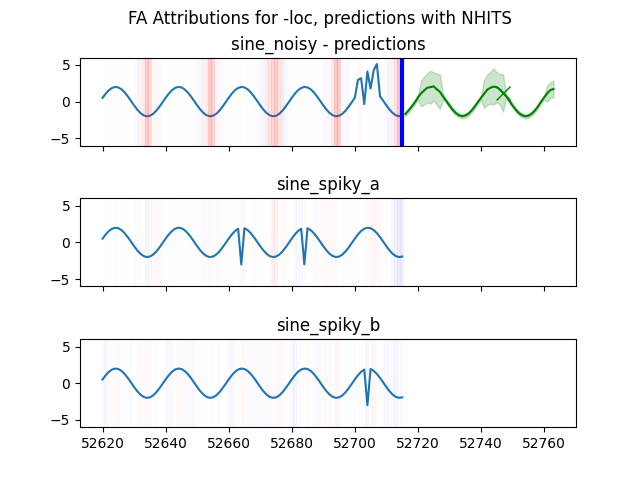 FA Attributions for -loc, predictions with NHITS
sine_noisy - predictions
5
0
−5
sine_spiky_a
5
0
−5
sine_spiky_b
5
0
−5
52620 52640 52660 52680 52700 52720 52740 52760